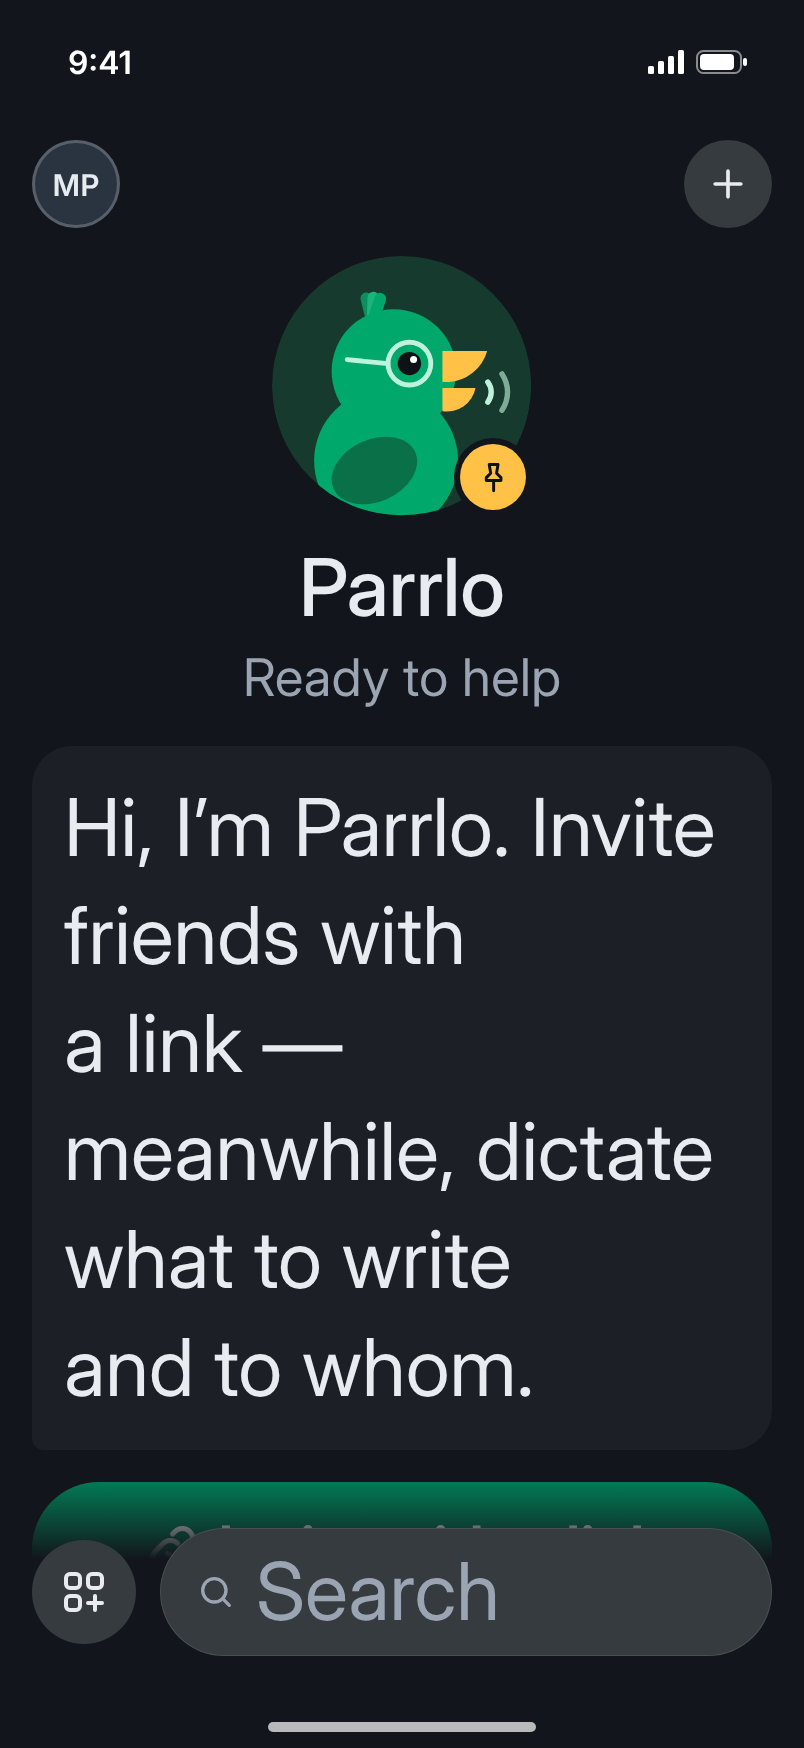 9:41
MP
Parrlo
Ready to help
Hi, I’m Parrlo. Invite
friends with
a link —
meanwhile, dictate
what to write
and to whom.
Search